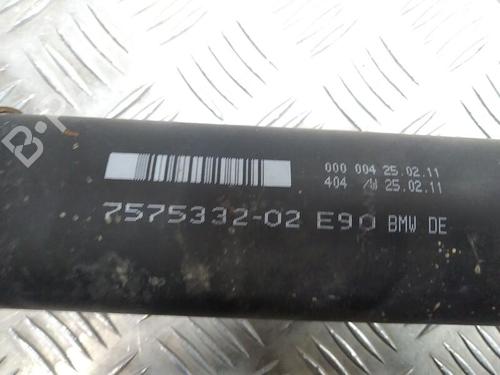 000 004 25.02.11
404 /W 25.02.11
7575332-02 E90 BMW DE